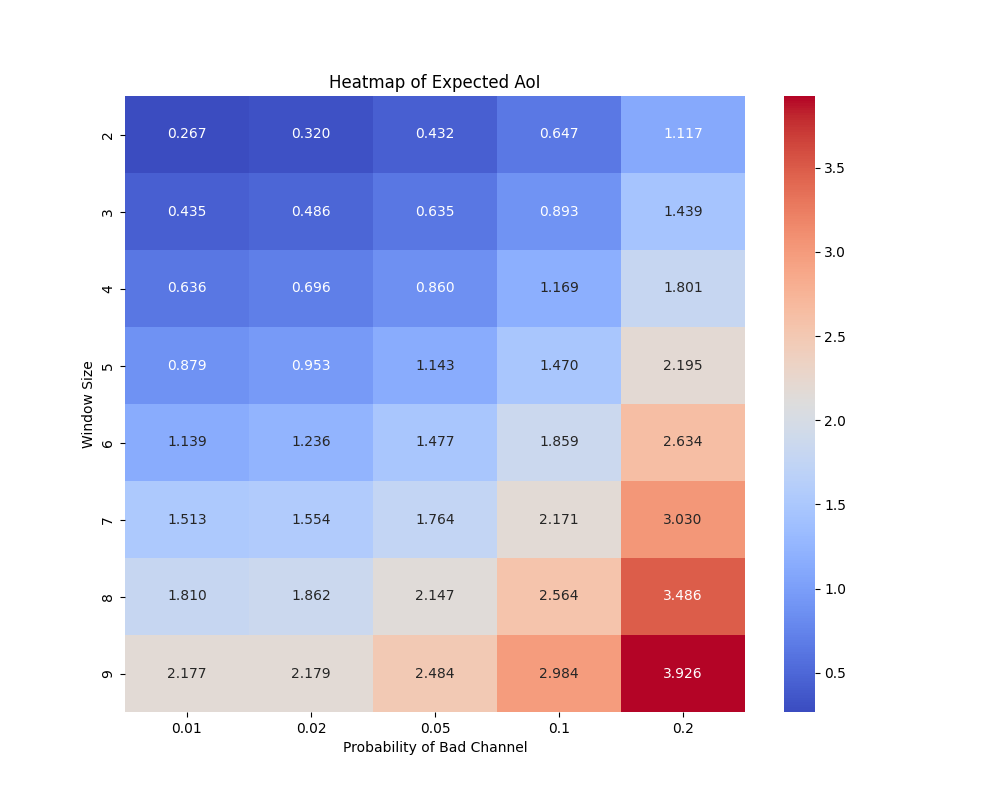 Heatmap of Expected AoI
Window Size
2 0.267 0.320 0.432 0.647 1.117
3 0.435 0.486 0.635 0.893 1.439
4 0.636 0.696 0.860 1.169 1.801
5 0.879 0.953 1.143 1.470 2.195
6 1.139 1.236 1.477 1.859 2.634
7 1.513 1.554 1.764 2.171 3.030
8 1.810 1.862 2.147 2.564 3.486
9 2.177 2.179 2.484 2.984 3.926
0.01 0.02 0.05 0.1 0.2
Probability of Bad Channel
3.5
3.0
2.5
2.0
1.5
1.0
0.5